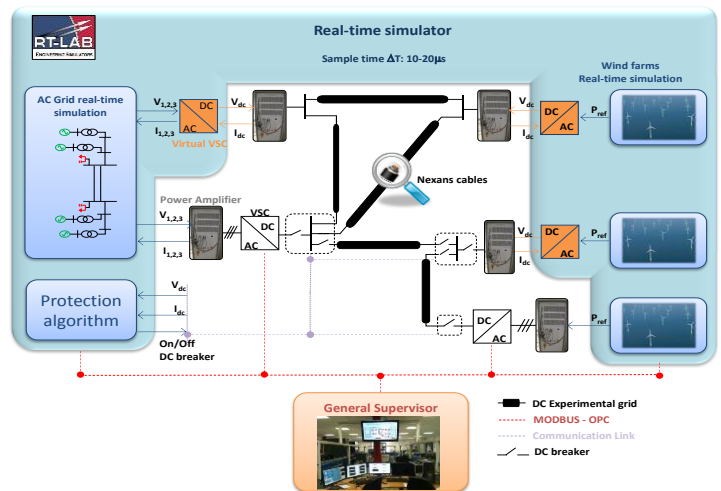 RT-LAB
ENGINEERING SIMULATORS
Real-time simulator
Sample time ΔT: 10-20μs
Wind farms
Real-time simulation
AC Grid real-time
simulation
V1,2,3
I1,2,3
DC
AC
Virtual VSC
Vdc
Idc
Vdc
Idc
DC
AC
Pref
Nexans cables
Power Amplifier
V1,2,3
I1,2,3
VSC
DC
AC
Vdc
Idc
DC
AC
Pref
Protection
algorithm
Vdc
Idc
On/Off
DC breaker
DC
AC
Pref
General Supervisor
DC Experimental grid
MODBUS - OPC
Communication Link
DC breaker